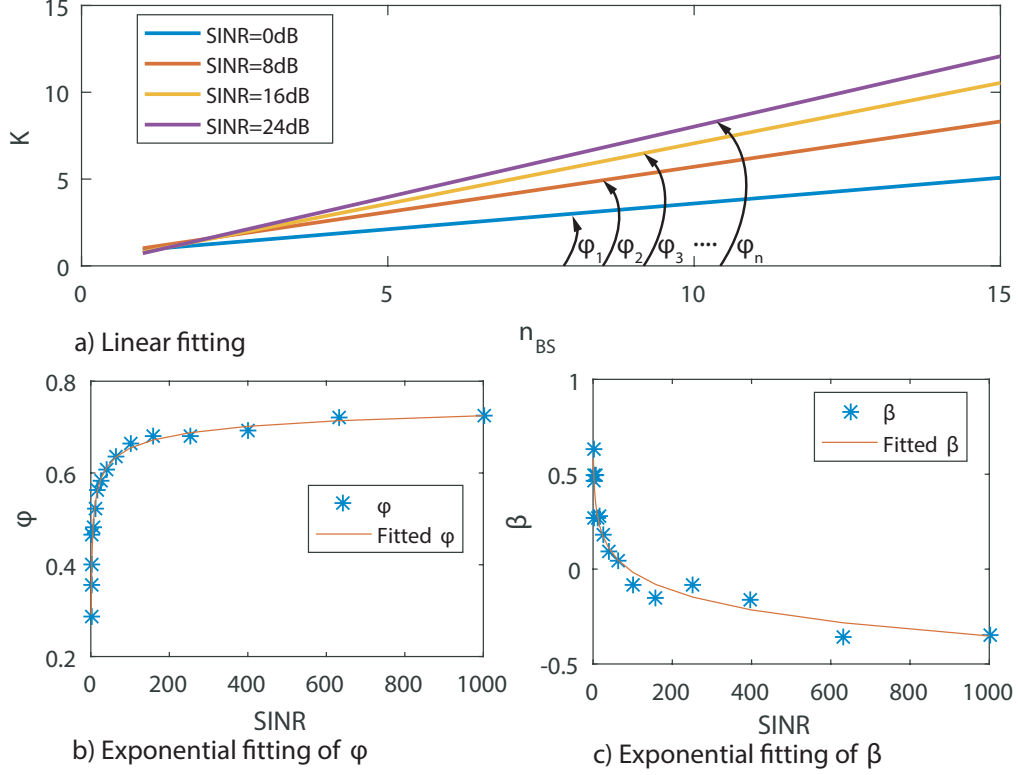 15
10
5
0
K
SINR=0dB
SINR=8dB
SINR=16dB
SINR=24dB
φ1 φ2 φ3 .... φn
0 5 10 15
nBS
a) Linear fitting
0.8
0.6
0.4
0.2
φ
φ
Fitted φ
0 200 400 600 800 1000
SINR
b) Exponential fitting of φ
1
0.5
0
-0.5
β
β
Fitted β
0 200 400 600 800 1000
SINR
c) Exponential fitting of β